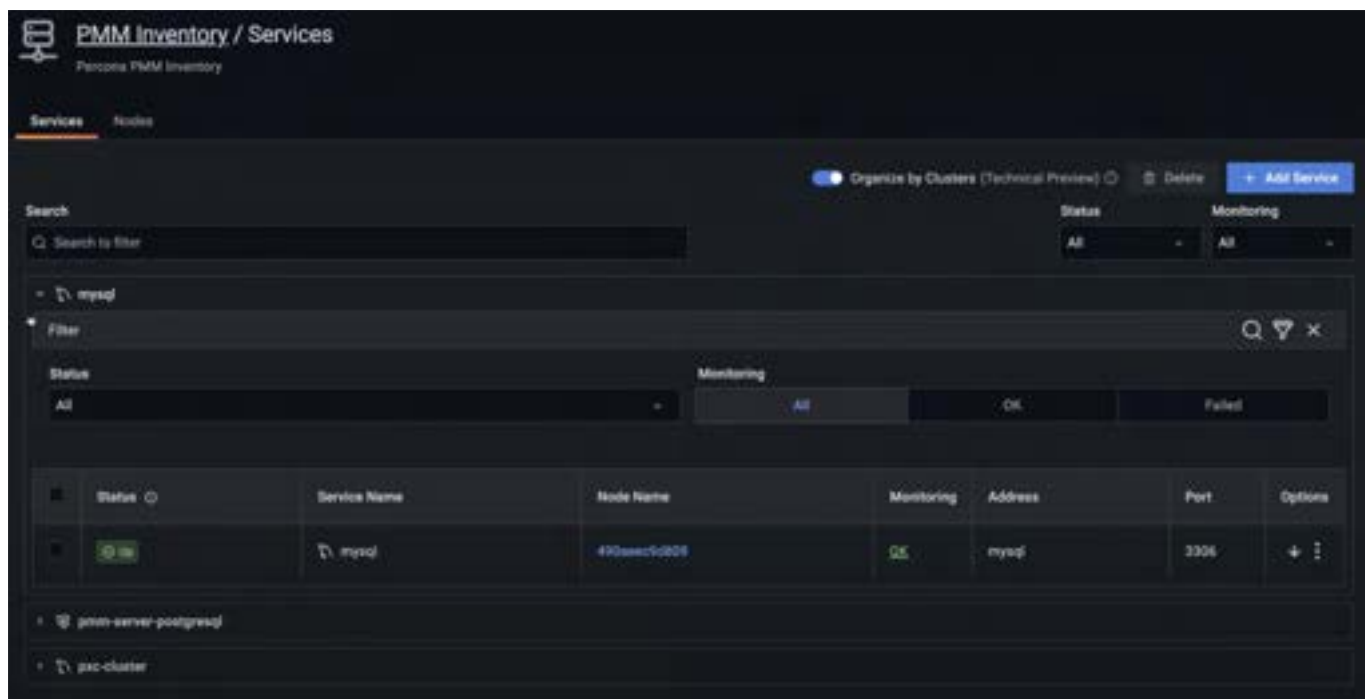 PMM Inventory / Services
Percona PMM Inventory
Services Nodes
Organize by Clusters (Technical Preview) Delete + Add Service
Search Status Monitoring
Search to filter All All
mysql
Filter
Status Monitoring
All All OK Failed
Status Service Name Node Name Monitoring Address Port Options
Up mysql OK mysql 3306
pmm-server-postgresql
pxc-cluster